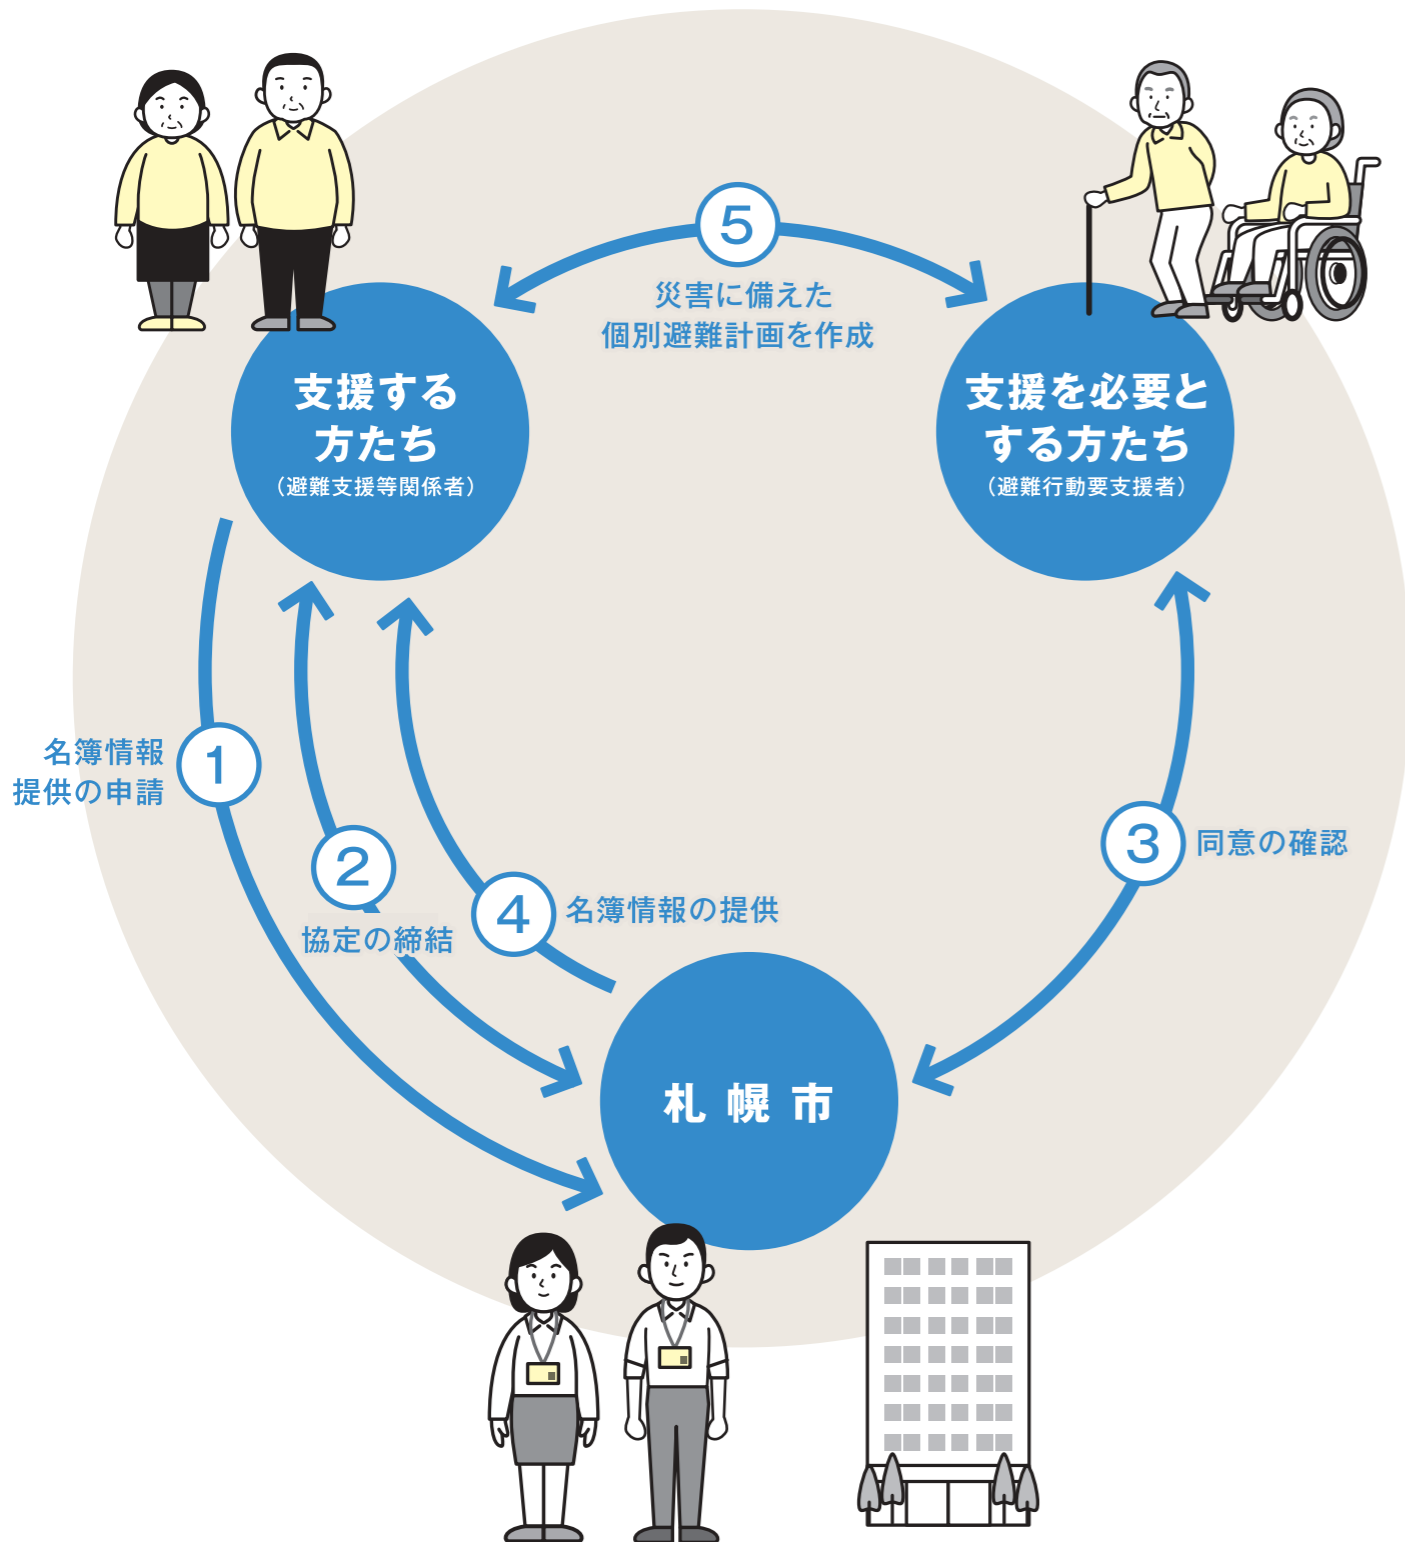 5
災害に備えた
個別避難計画を作成
支援する
方たち
（避難支援等関係者）
支援を必要と
する方たち
（避難行動要支援者）
1
名簿情報
提供の申請
2
協定の締結
3
同意の確認
4
名簿情報の提供
札幌市